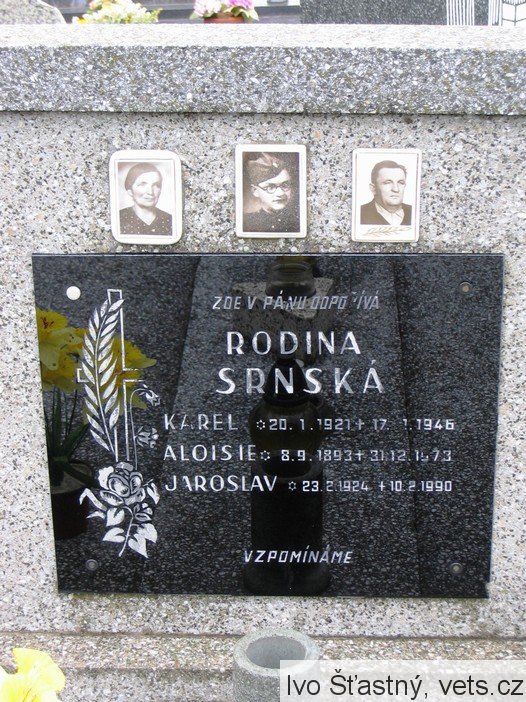 ZDE V PÁNU ODPOČÍVÁ
RODINA
SRNSKÁ
KAREL ✡ 20. 1. 1921 + 17. 1. 1946
ALOISIE ✡ 8. 9. 1893 + 31. 12. 1973
JAROSLAV ✡ 23. 2. 1924 + 10. 2. 1990
VZPOMÍNÁME
Ivo Šťastný, vets.cz